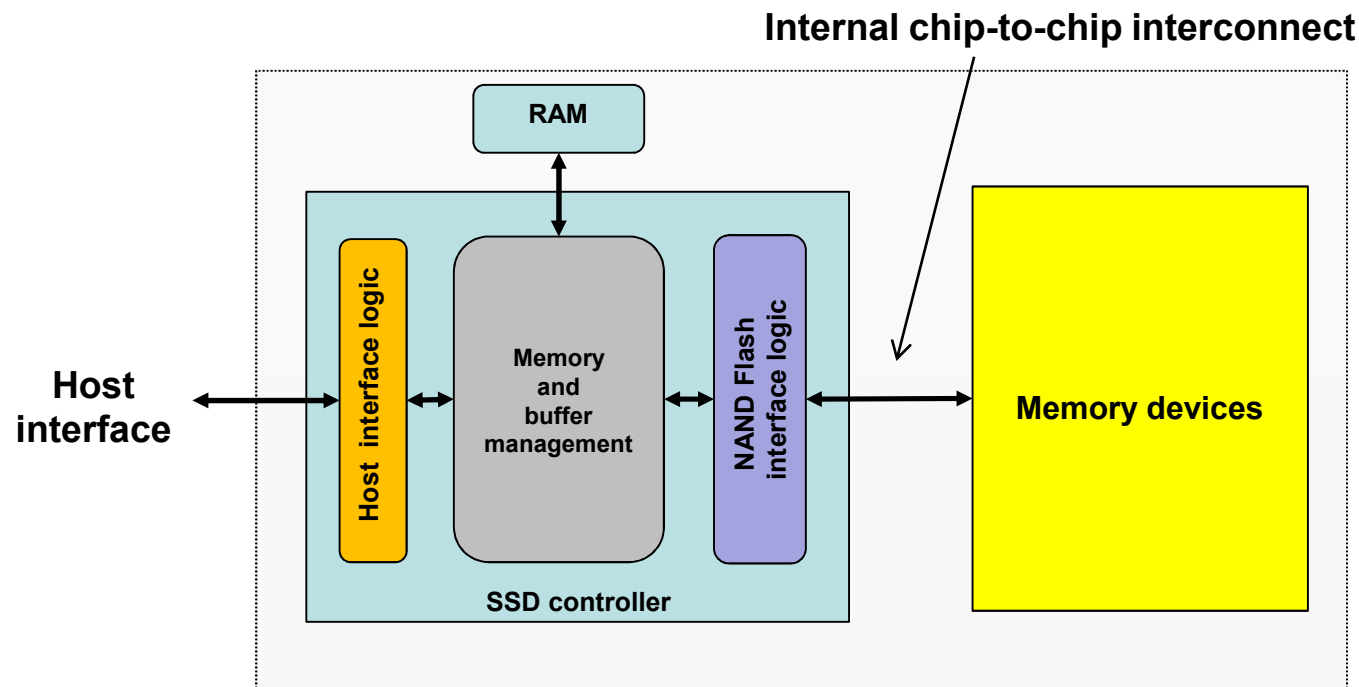 Internal chip-to-chip interconnect
RAM
Host
interface
Host interface logic
Memory
and
buffer
management
NAND Flash
interface logic
Memory devices
SSD controller